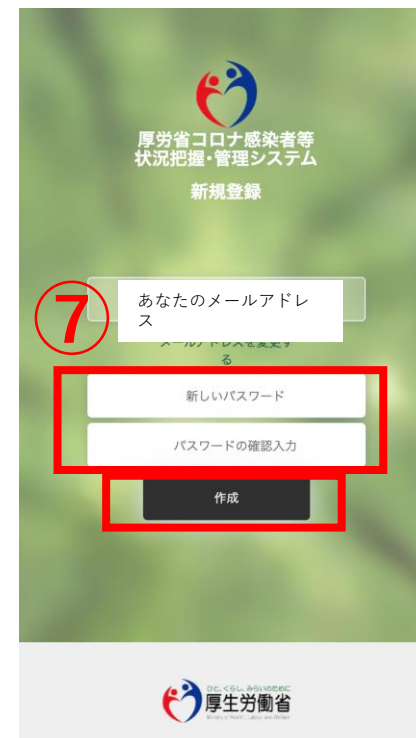 厚労省コロナ感染者等
状況把握・管理システム
新規登録
⑦
あなたのメールアドレ
ス
メールアドレスを変更す
る
新しいパスワード
パスワードの確認入力
作成
ひと、くらし、みらいのために
厚生労働省
Ministry of Health, Labour and Welfare